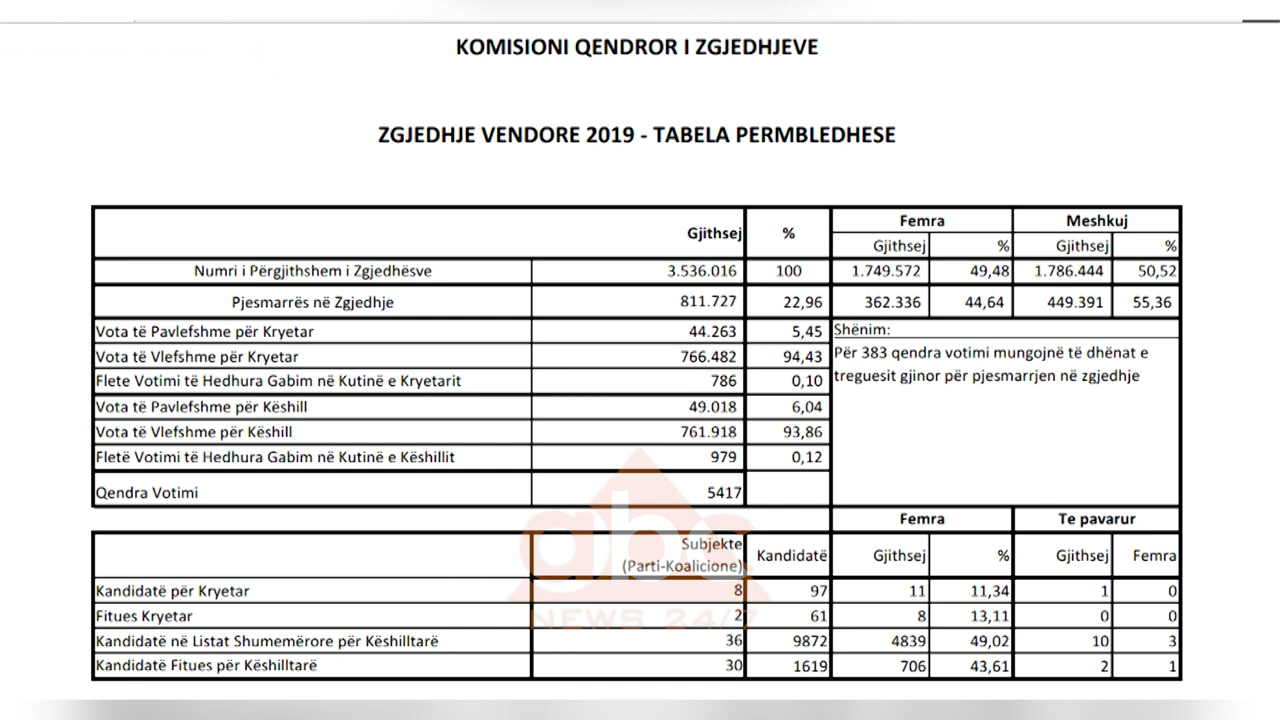 KOMISIONI QENDROR I ZGJEDHJEVE
ZGJEDHJE VENDORE 2019 - TABELA PERMBLEDHESE
Gjithsej % Femra Meshkuj
Gjithsej % Gjithsej %
Numri i Përgjithshem i Zgjedhësve 3.536.016 100 1.749.572 49,48 1.786.444 50,52
Pjesmarrës në Zgjedhje 811.727 22,96 362.336 44,64 449.391 55,36
Vota të Pavlefshme për Kryetar 44.263 5,45 Shënim:
Vota të Vlefshme për Kryetar 766.482 94,43 Për 383 qendra votimi mungojnë të dhënat e
Flete Votimi të Hedhura Gabim në Kutinë e Kryetarit 786 0,10 treguesit gjinor për pjesmarrjen në zgjedhje
Vota të Pavlefshme për Këshill 49.018 6,04
Vota të Vlefshme për Këshill 761.918 93,86
Fletë Votimi të Hedhura Gabim në Kutinë e Këshillit 979 0,12
Qendra Votimi 5417
Femra Te pavarur
Subjekte
(Parti-Koalicione) Kandidatë Gjithsej % Gjithsej Femra
Kandidatë për Kryetar 8 97 11 11,34 1 0
Fitues Kryetar 2 61 8 13,11 0 0
Kandidatë në Listat Shumemërore për Këshilltarë 36 9872 4839 49,02 10 3
Kandidatë Fitues për Këshilltarë 30 1619 706 43,61 2 1
abc
NEWS 24/7